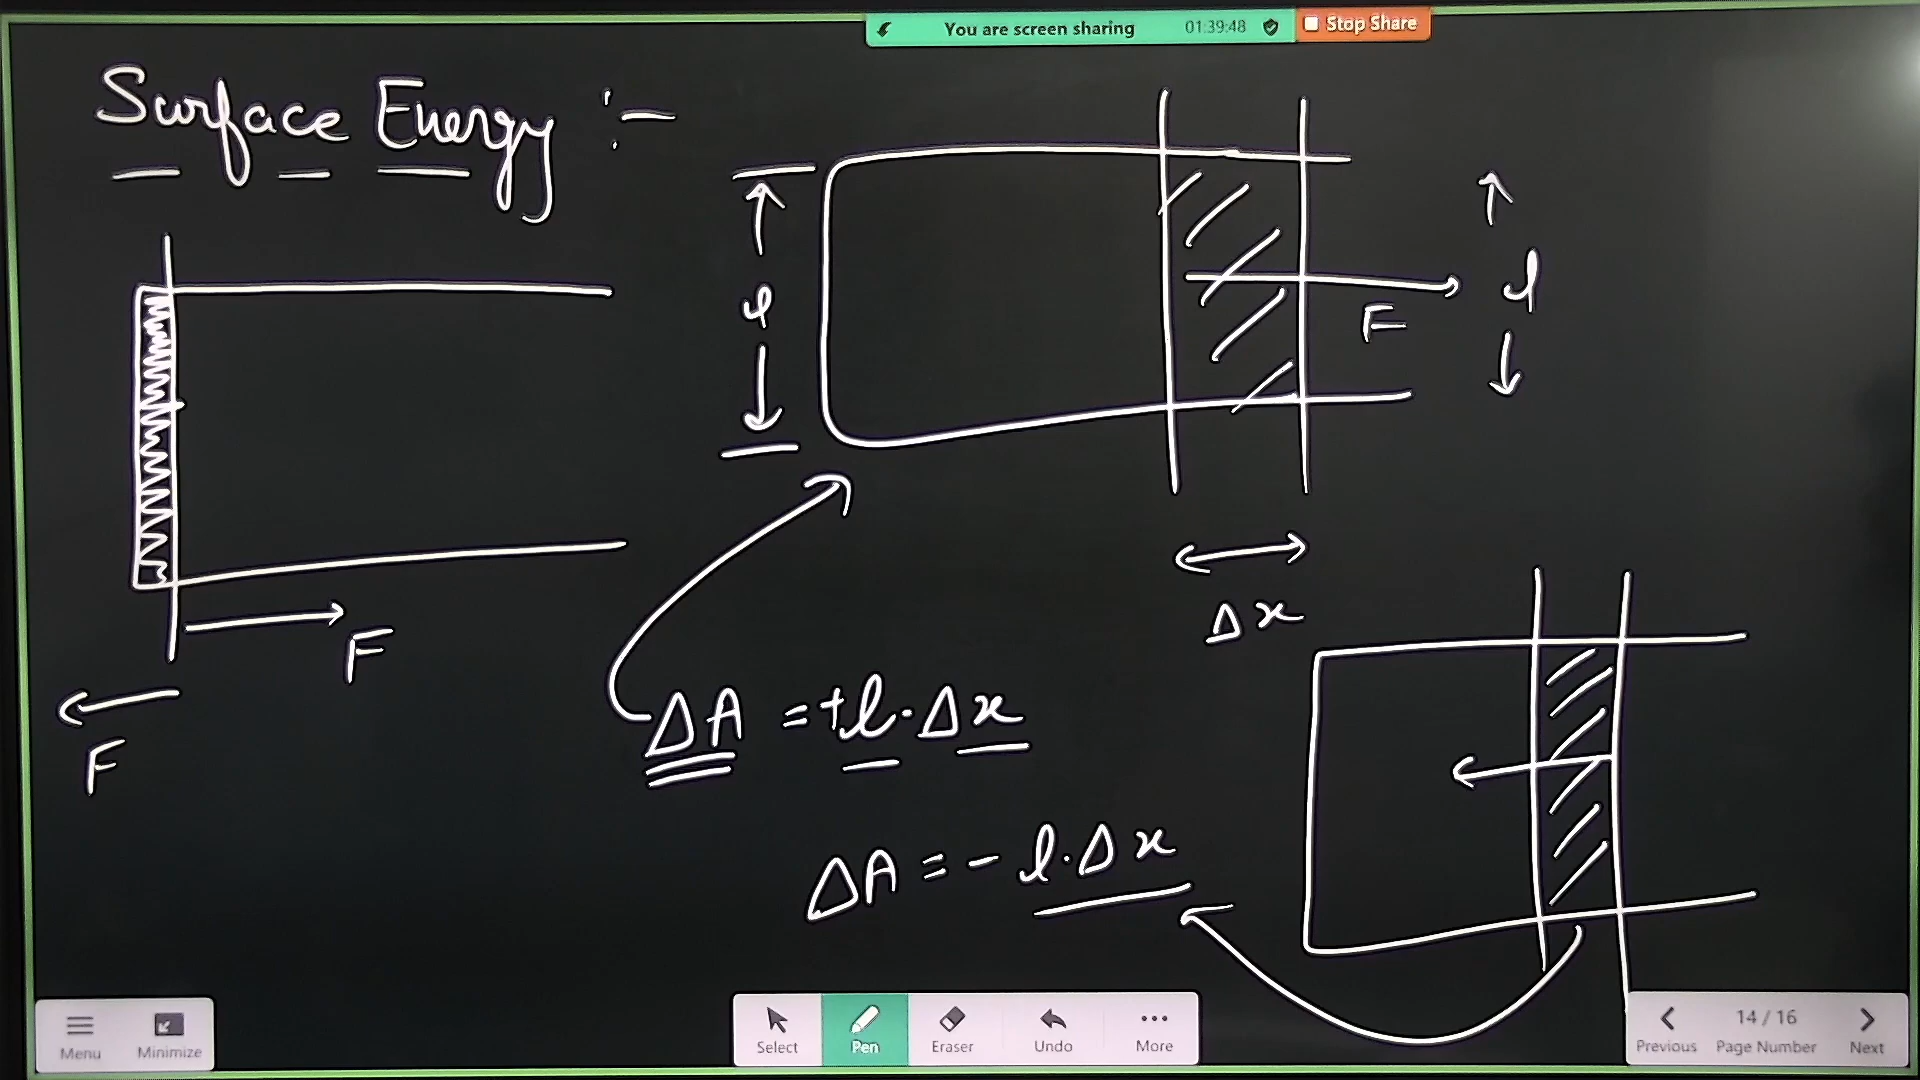 You are screen sharing 01:39:48 Stop Share
Surface Energy :-
l
F
l
Δx
F
F
ΔA = +l·Δx
ΔA = - l·Δx
Menu
Minimize
Select
Pen
Eraser
Undo
More
14 / 16
Previous
Page Number
Next